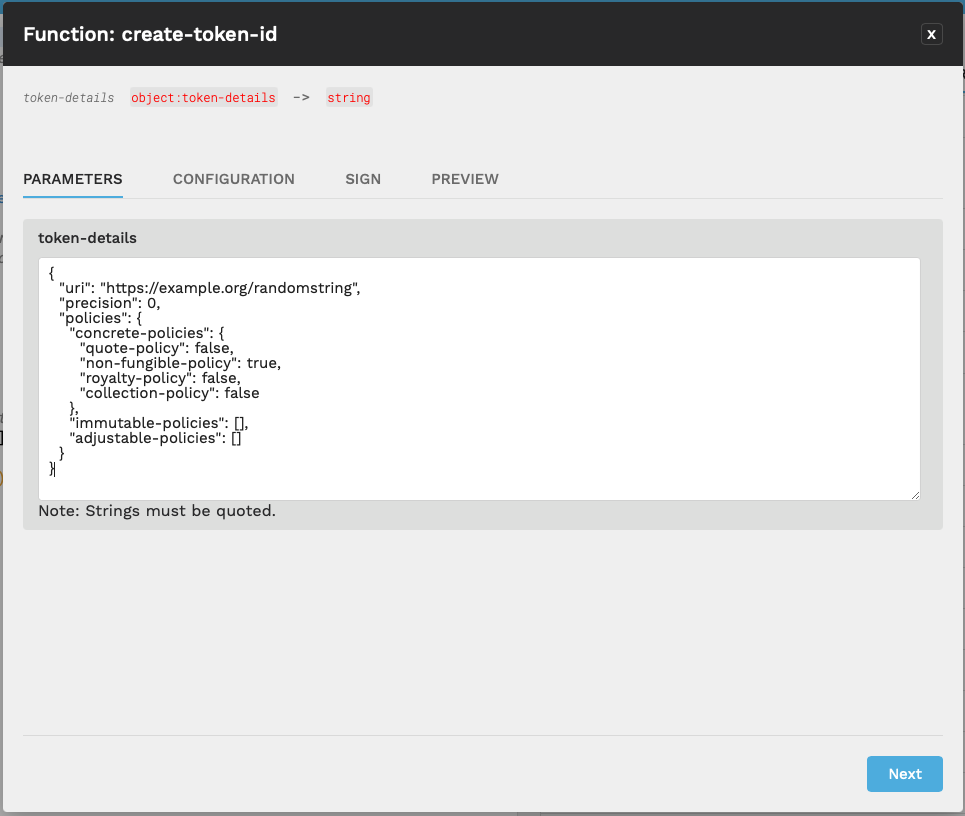 Function: create-token-id
X
token-details object:token-details -> string
PARAMETERS CONFIGURATION SIGN PREVIEW
token-details
{
"uri": "https://example.org/randomstring",
"precision": 0,
"policies": {
"concrete-policies": {
"quote-policy": false,
"non-fungible-policy": true,
"royalty-policy": false,
"collection-policy": false
},
"immutable-policies": [],
"adjustable-policies": []
}
}
Note: Strings must be quoted.
Next